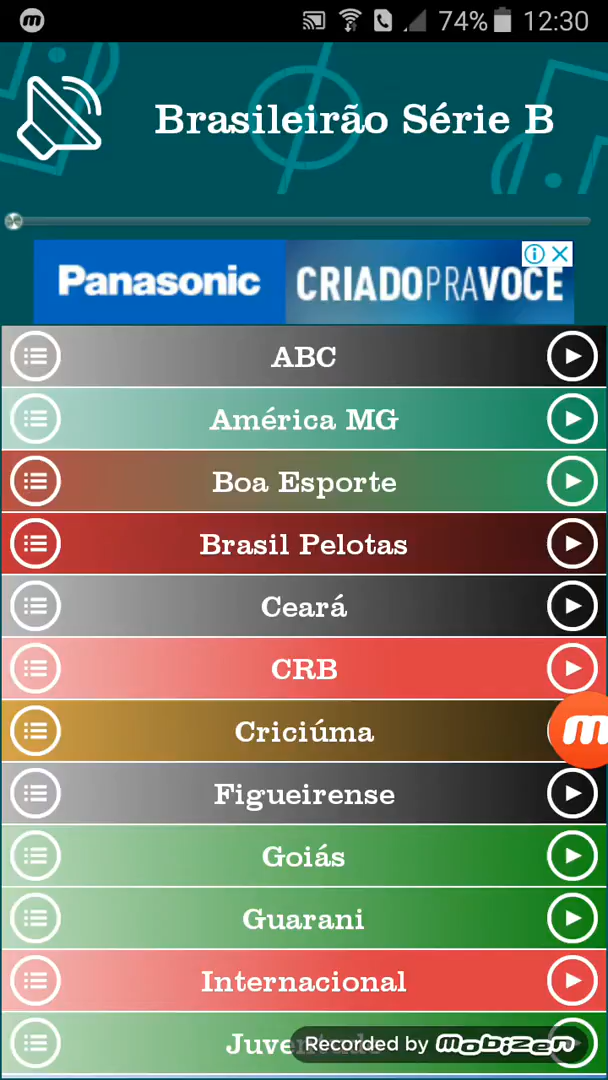 74% 12:30
Brasileirão Série B
Panasonic CRIADOPRAVOCÊ
ABC
América MG
Boa Esporte
Brasil Pelotas
Ceará
CRB
Criciúma
Figueirense
Goiás
Guarani
Internacional
Recorded by MOBIZEN